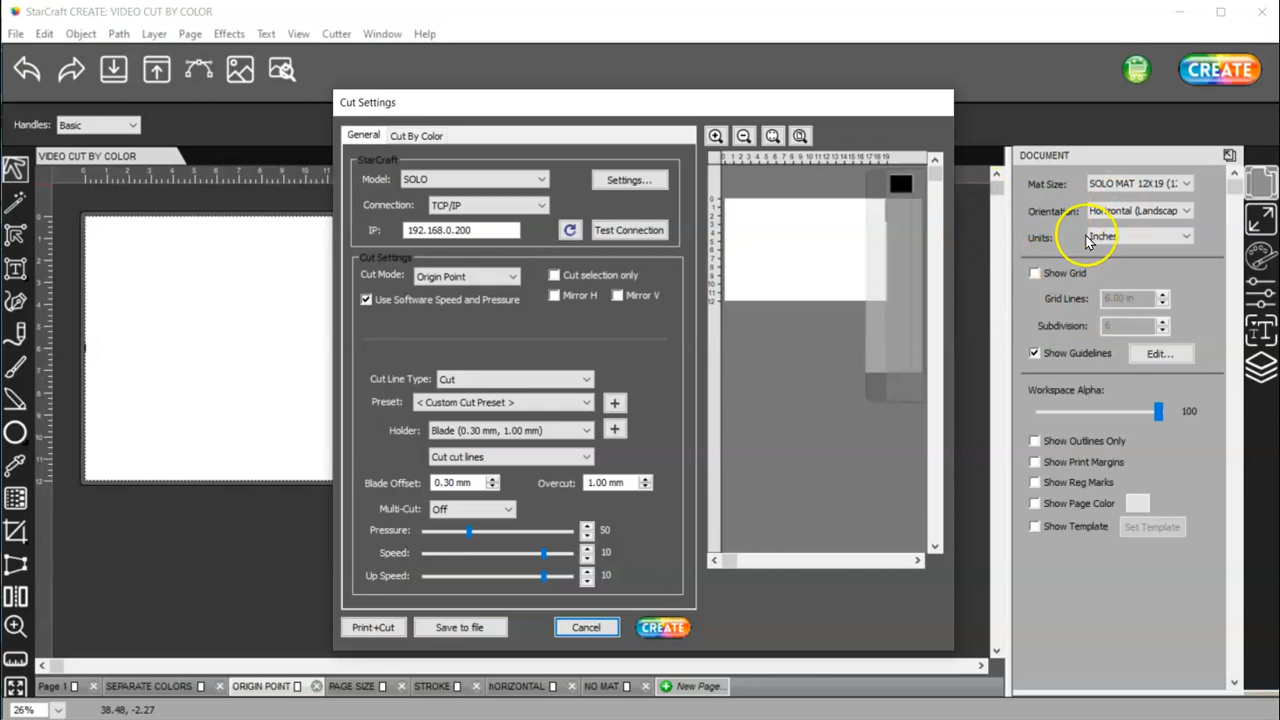 StarCraft CREATE: VIDEO CUT BY COLOR
File Edit Object Path Layer Page Effects Text View Cutter Window Help
CREATE
Handles: Basic
VIDEO CUT BY COLOR
Cut Settings
General Cut By Color
StarCraft
Model: SOLO Settings...
Connection: TCP/IP
IP: 192.168.0.200 Test Connection
Cut Settings
Cut Mode: Origin Point Cut selection only
Use Software Speed and Pressure Mirror H Mirror V
Cut Line Type: Cut
Preset: < Custom Cut Preset > +
Holder: Blade (0.30 mm, 1.00 mm) +
Cut cut lines
Blade Offset: 0.30 mm Overcut: 1.00 mm
Multi-Cut: Off
Pressure: 50
Speed: 10
Up Speed: 10
Print+Cut Save to file Cancel CREATE
DOCUMENT
Mat Size: SOLO MAT 12X19 (1:
Orientation: Horizontal (Landscap
Units: Inches
Show Grid
Grid Lines: 6.00 in
Subdivision: 6
Show Guidelines Edit...
Workspace Alpha:
100
Show Outlines Only
Show Print Margins
Show Reg Marks
Show Page Color
Show Template Set Template
Page 1 SEPARATE COLORS ORIGIN POINT PAGE SIZE STROKE hORIZONTAL NO MAT New Page...
26% 38.48, -2.27